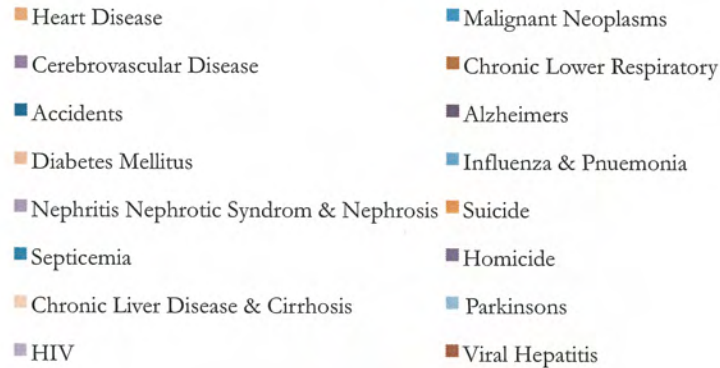 Heart Disease
Malignant Neoplasms
Cerebrovascular Disease
Chronic Lower Respiratory
Accidents
Alzheimers
Diabetes Mellitus
Influenza & Pnuemonia
Nephritis Nephrotic Syndrom & Nephrosis
Suicide
Septicemia
Homicide
Chronic Liver Disease & Cirrhosis
Parkinsons
HIV
Viral Hepatitis